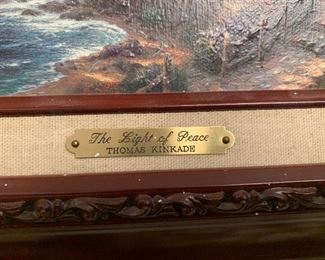 The Light of Peace
THOMAS KINKADE